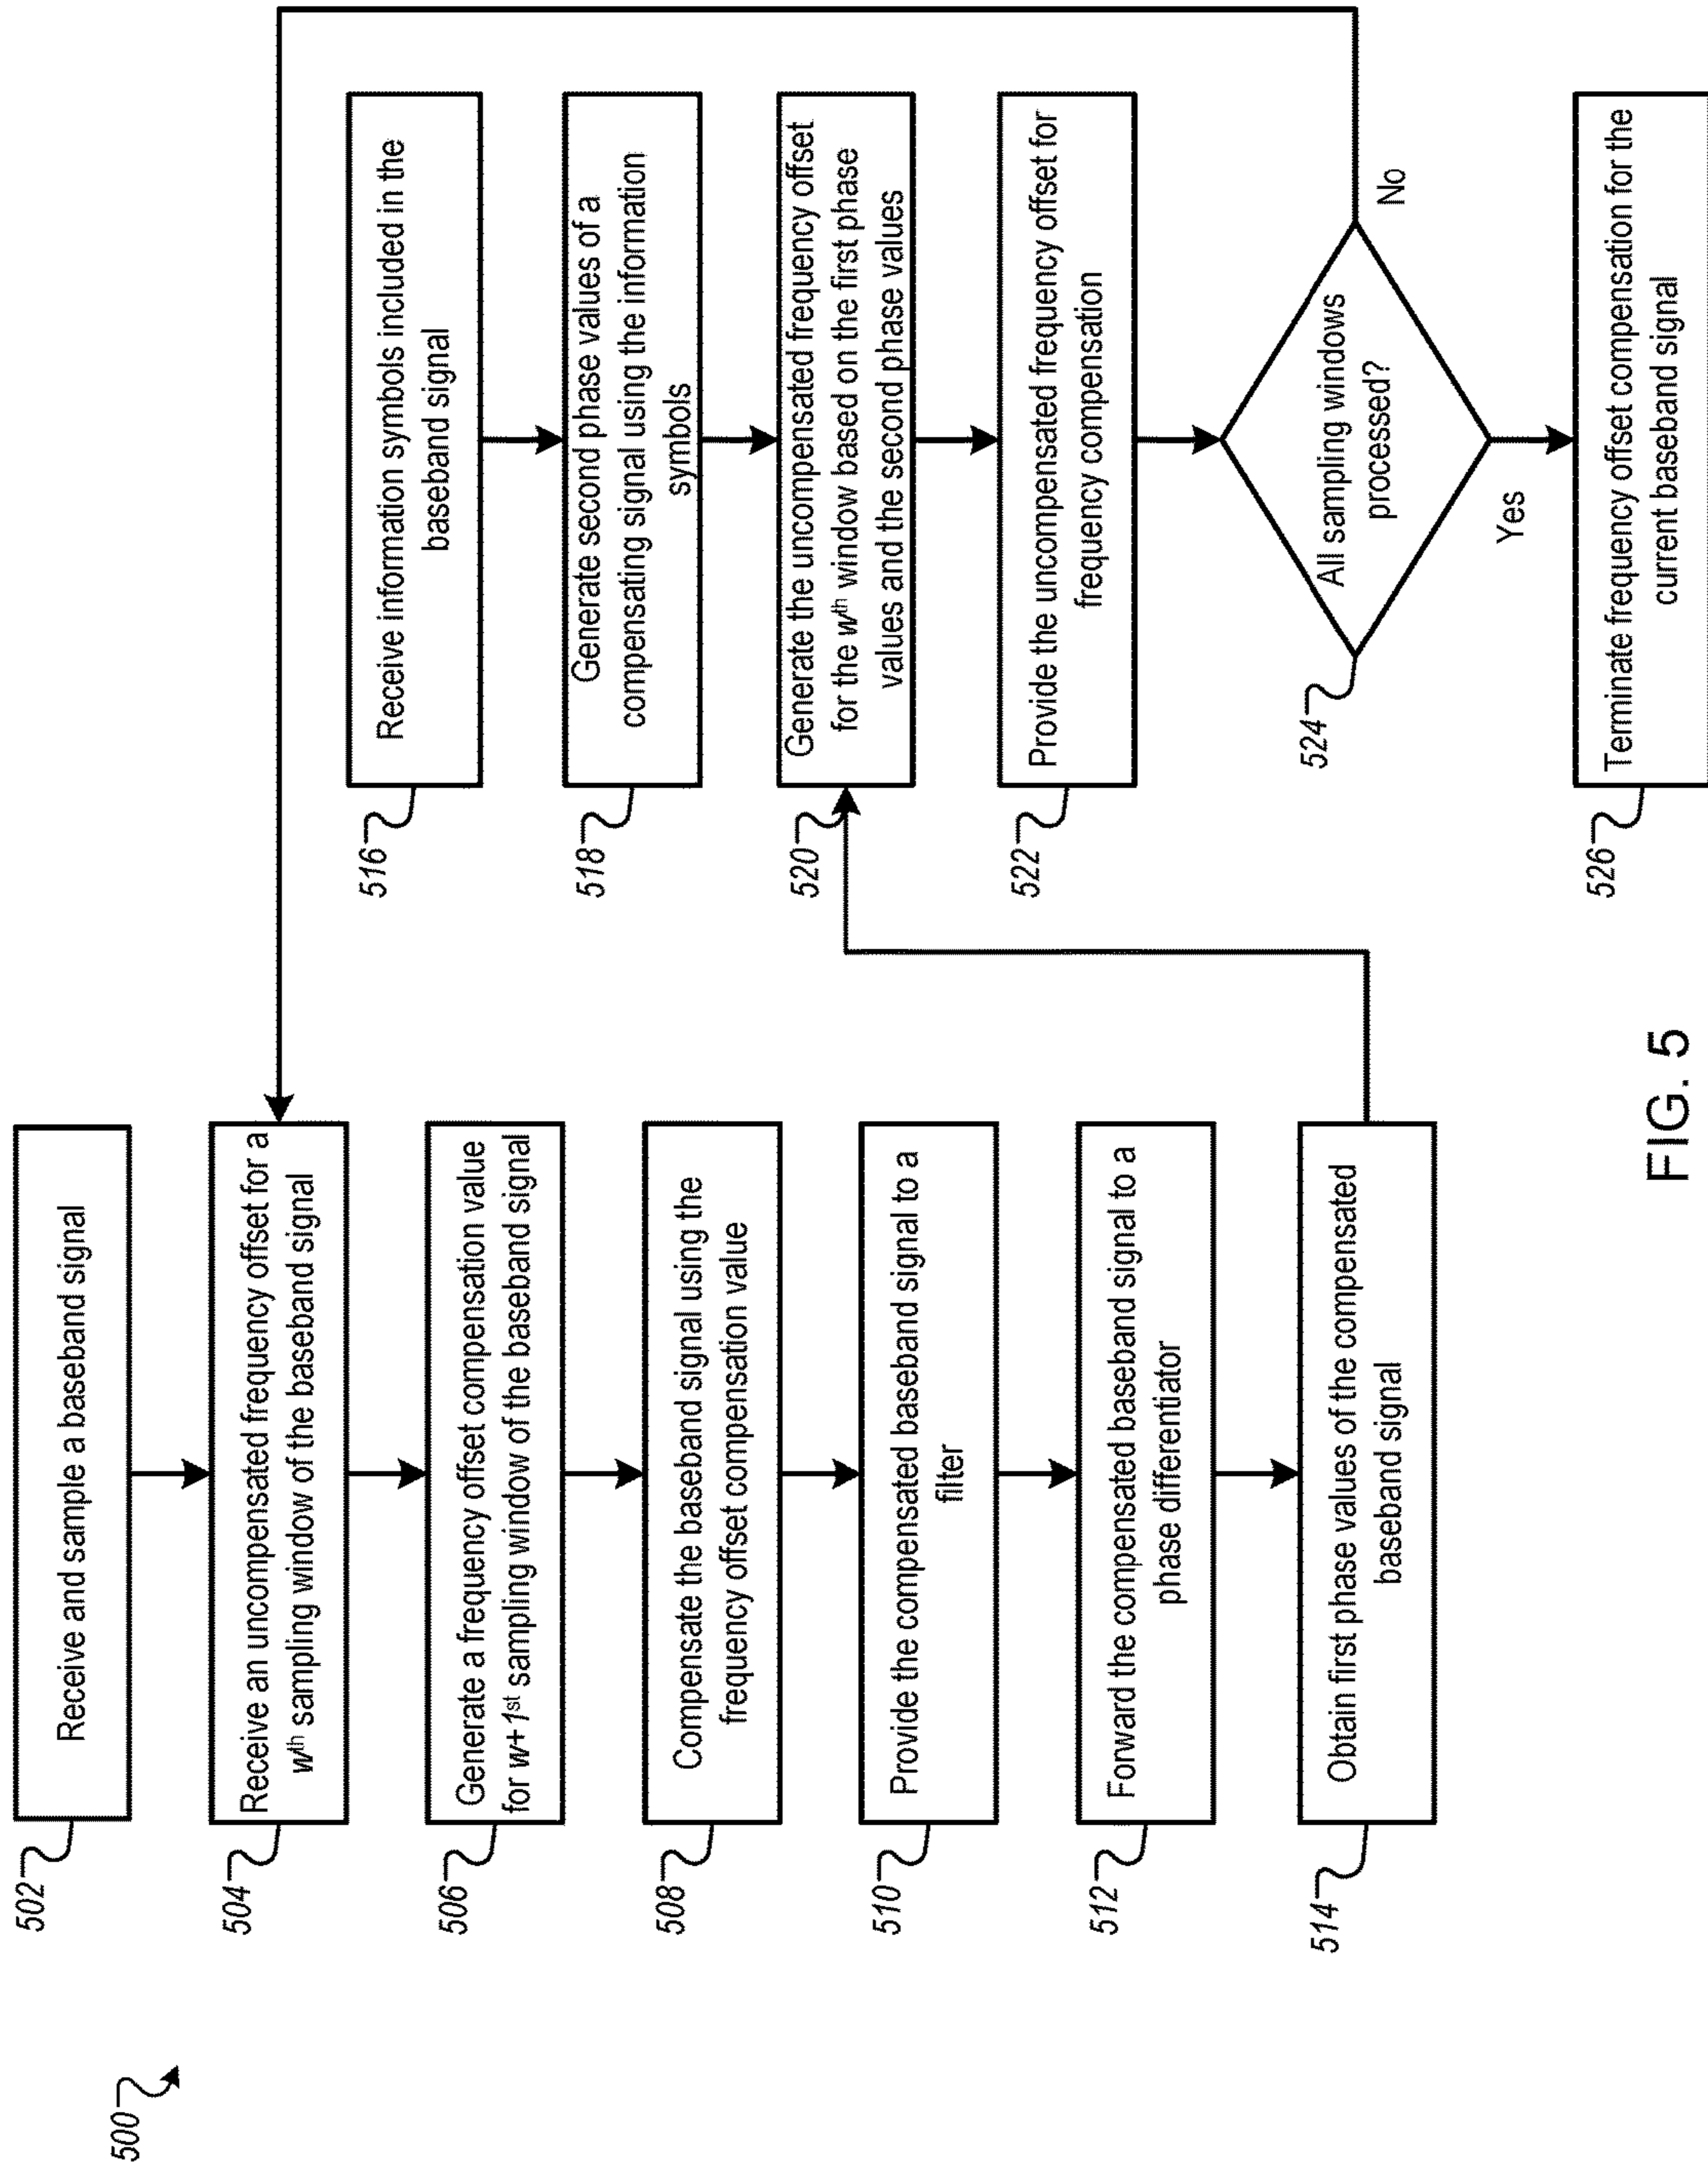 500
502
Receive and sample a baseband signal
504
Receive an uncompensated frequency offset for a
wth sampling window of the baseband signal
506
Generate a frequency offset compensation value
for w+1st sampling window of the baseband signal
508
Compensate the baseband signal using the
frequency offset compensation value
510
Provide the compensated baseband signal to a
filter
512
Forward the compensated baseband signal to a
phase differentiator
514
Obtain first phase values of the compensated
baseband signal
516
Receive information symbols included in the
baseband signal
518
Generate second phase values of a
compensating signal using the information
symbols
520
Generate the uncompensated frequency offset
for the wth window based on the first phase
values and the second phase values
522
Provide the uncompensated frequency offset for
frequency compensation
524
All sampling windows
processed?
No
Yes
526
Terminate frequency offset compensation for the
current baseband signal
FIG. 5